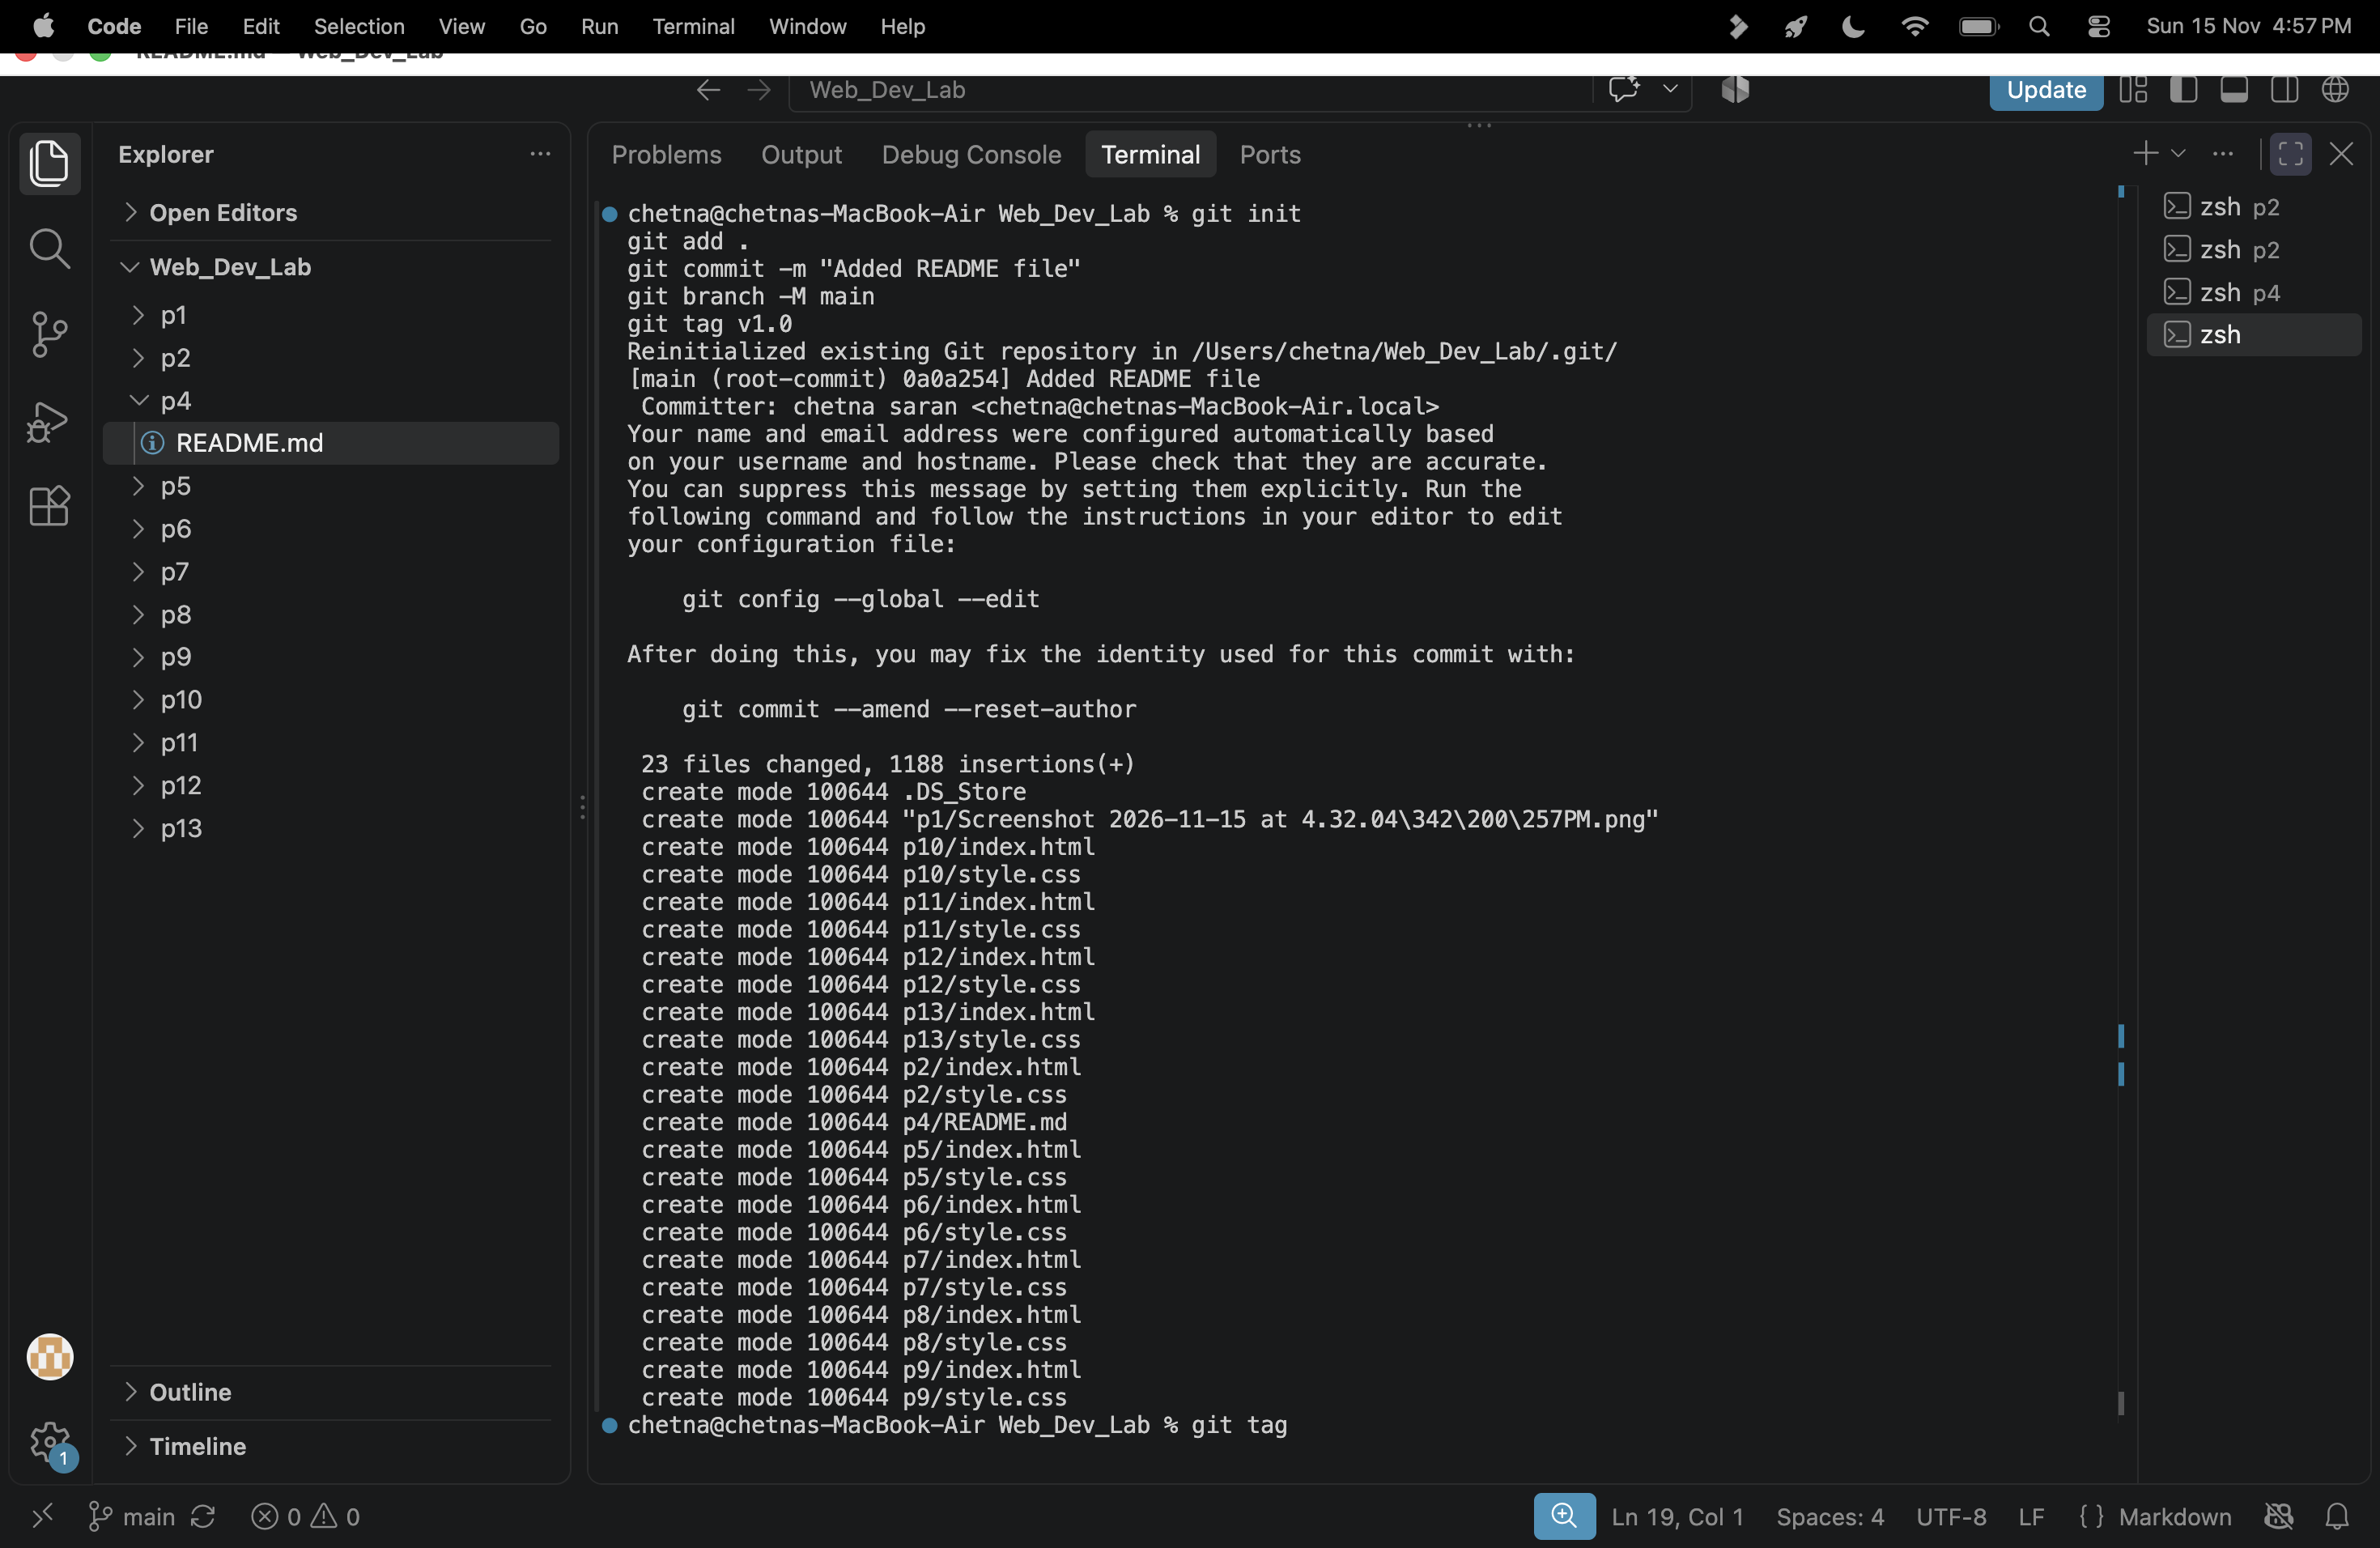 Code File Edit Selection View Go Run Terminal Window Help Sun 15 Nov 4:57 PM
README.md — Web_Dev_Lab
Web_Dev_Lab Update
Explorer
Open Editors
Web_Dev_Lab
p1
p2
p4
README.md
p5
p6
p7
p8
p9
p10
p11
p12
p13
Outline
Timeline
1
Problems Output Debug Console Terminal Ports
chetna@chetnas-MacBook-Air Web_Dev_Lab % git init
git add .
git commit -m "Added README file"
git branch -M main
git tag v1.0
Reinitialized existing Git repository in /Users/chetna/Web_Dev_Lab/.git/
[main (root-commit) 0a0a254] Added README file
Committer: chetna saran <chetna@chetnas-MacBook-Air.local>
Your name and email address were configured automatically based
on your username and hostname. Please check that they are accurate.
You can suppress this message by setting them explicitly. Run the
following command and follow the instructions in your editor to edit
your configuration file:
git config --global --edit
After doing this, you may fix the identity used for this commit with:
git commit --amend --reset-author
23 files changed, 1188 insertions(+)
create mode 100644 .DS_Store
create mode 100644 "p1/Screenshot 2026-11-15 at 4.32.04\342\200\257PM.png"
create mode 100644 p10/index.html
create mode 100644 p10/style.css
create mode 100644 p11/index.html
create mode 100644 p11/style.css
create mode 100644 p12/index.html
create mode 100644 p12/style.css
create mode 100644 p13/index.html
create mode 100644 p13/style.css
create mode 100644 p2/index.html
create mode 100644 p2/style.css
create mode 100644 p4/README.md
create mode 100644 p5/index.html
create mode 100644 p5/style.css
create mode 100644 p6/index.html
create mode 100644 p6/style.css
create mode 100644 p7/index.html
create mode 100644 p7/style.css
create mode 100644 p8/index.html
create mode 100644 p8/style.css
create mode 100644 p9/index.html
create mode 100644 p9/style.css
chetna@chetnas-MacBook-Air Web_Dev_Lab % git tag
zsh p2
zsh p2
zsh p4
zsh
main 0 0 Ln 19, Col 1 Spaces: 4 UTF-8 LF {} Markdown